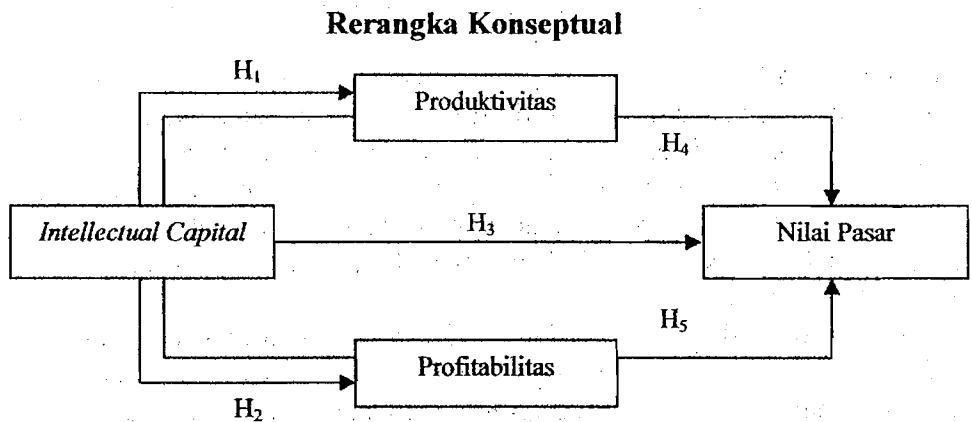 Rerangka Konseptual
H₁
Produktivitas
H₄
Intellectual Capital
H₃
Nilai Pasar
H₅
Profitabilitas
H₂